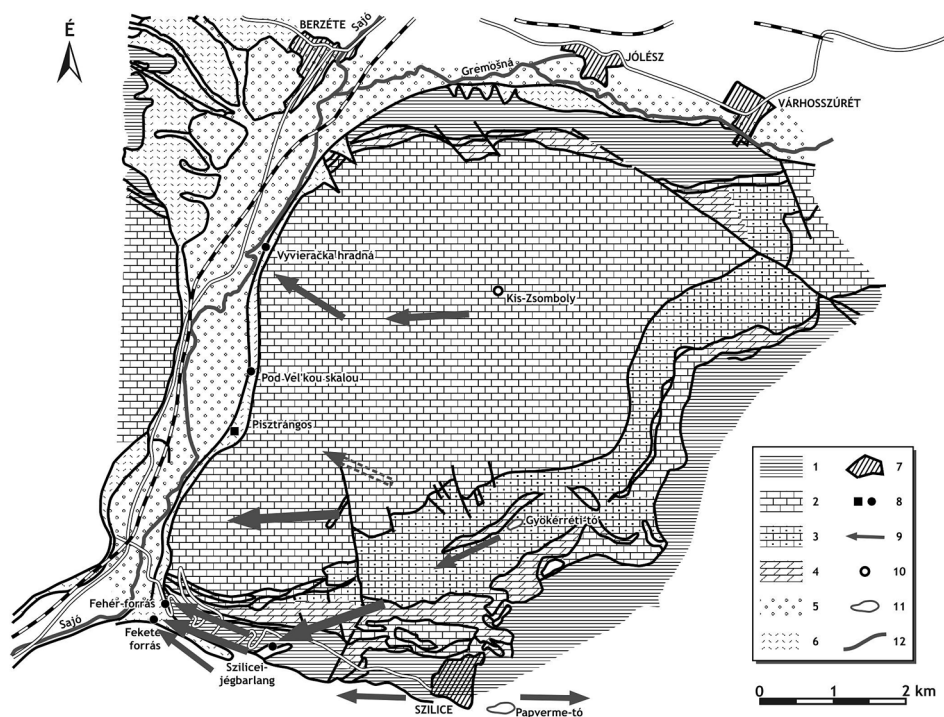 É
BERZÉTE
Sajó
Gremošná
JÓLÉSZ
VÁRHOSSZÚRÉT
Vyvieračka hradná
Kis-Zsomboly
Pod Veľkou skalou
Pisztrángos
Gyökérréti-tó
Fehér-forrás
Sajó
Fekete
forrás
Szilicei-
jégbarlang
SZILICE
Papverme-tó
1 7
2 8
3 9
4 10
5 11
6 12
0 1 2 km